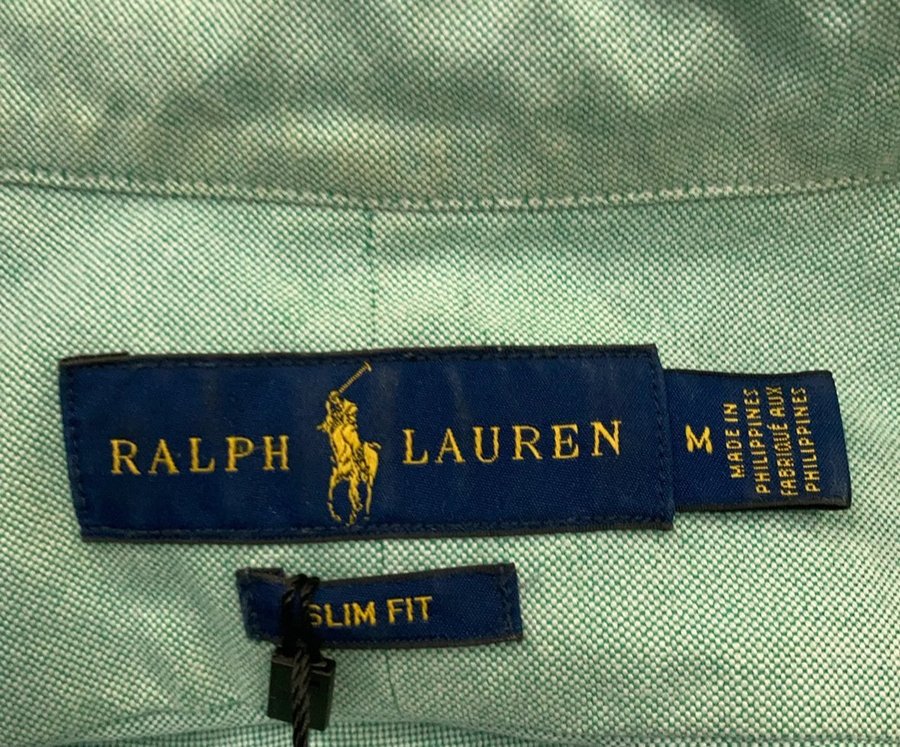 RALPH LAUREN
M
MADE IN
PHILIPPINES
FABRIQUÉ AUX
PHILIPPINES
SLIM FIT